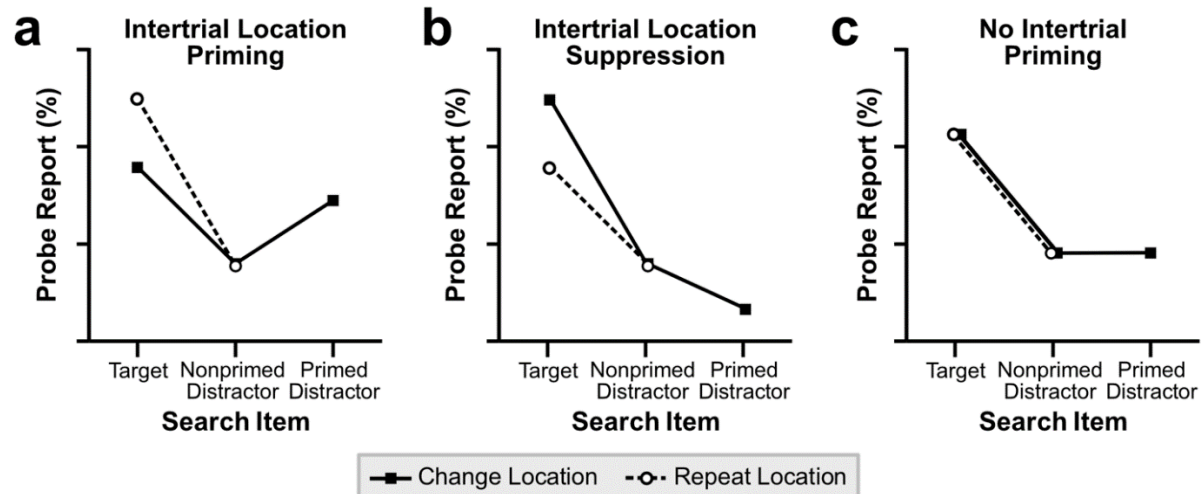 a
Intertrial Location
Priming
Probe Report (%)
Target
Nonprimed
Distractor
Primed
Distractor
Search Item
b
Intertrial Location
Suppression
Probe Report (%)
Target
Nonprimed
Distractor
Primed
Distractor
Search Item
c
No Intertrial
Priming
Probe Report (%)
Target
Nonprimed
Distractor
Primed
Distractor
Search Item
Change Location
Repeat Location